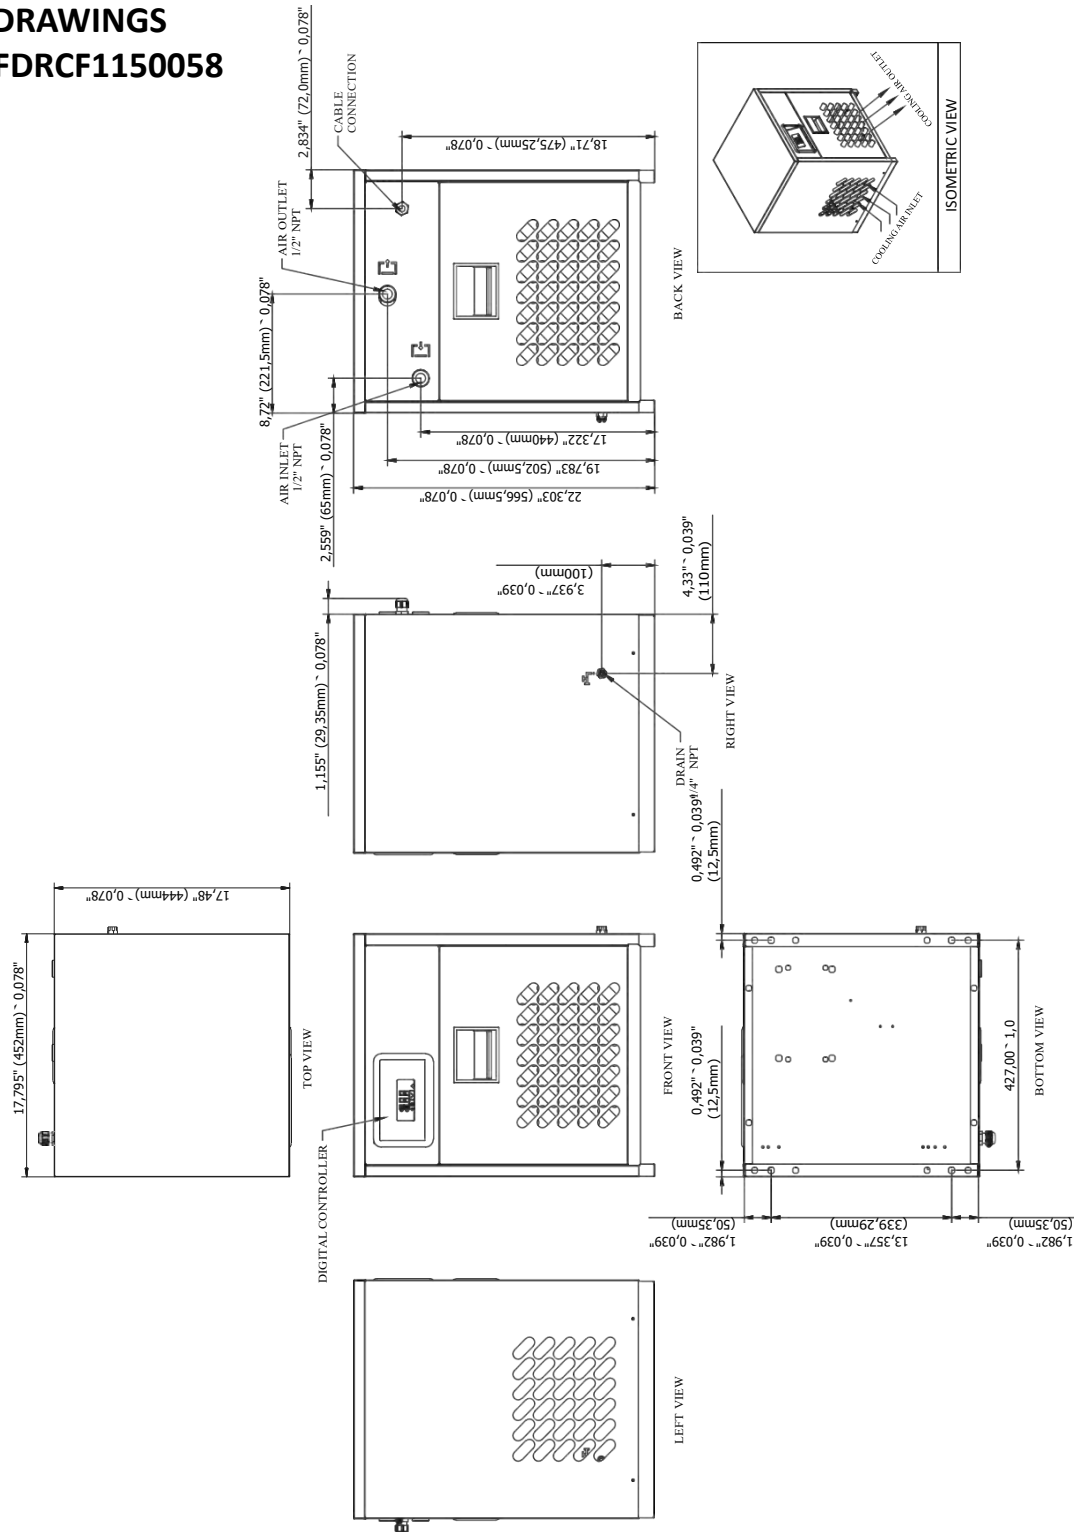 DRAWINGS
FDRCF1150058
2,834" (72,0mm) ` 0,078"
CABLE
CONNECTION
18,71" (475,25mm) ` 0,078"
AIR OUTLET
1/2" NPT
8,72" (221,5mm) ` 0,078"
AIR INLET
1/2" NPT
2,559" (65mm) ` 0,078"
17,322" (440mm) ` 0,078"
19,783" (502,5mm) ` 0,078"
22,303" (566,5mm) ` 0,078"
BACK VIEW
COOLING AIR OUTLET
COOLING AIR INLET
ISOMETRIC VIEW
1,155" (29,35mm) ` 0,078"
3,937" ` 0,039"
(100mm)
4,33" ` 0,039"
(110mm)
DRAIN
1/4" NPT
RIGHT VIEW
17,795" (452mm) ` 0,078"
17,48" (444mm) ` 0,078"
TOP VIEW
DIGITAL CONTROLLER
FRONT VIEW
0,492" ` 0,039"
(12,5mm)
0,492" ` 0,039"
(12,5mm)
427,00 ` 1,0
BOTTOM VIEW
1,982" ` 0,039"
(50,35mm)
13,357" ` 0,039"
(339,29mm)
1,982" ` 0,039"
(50,35mm)
LEFT VIEW